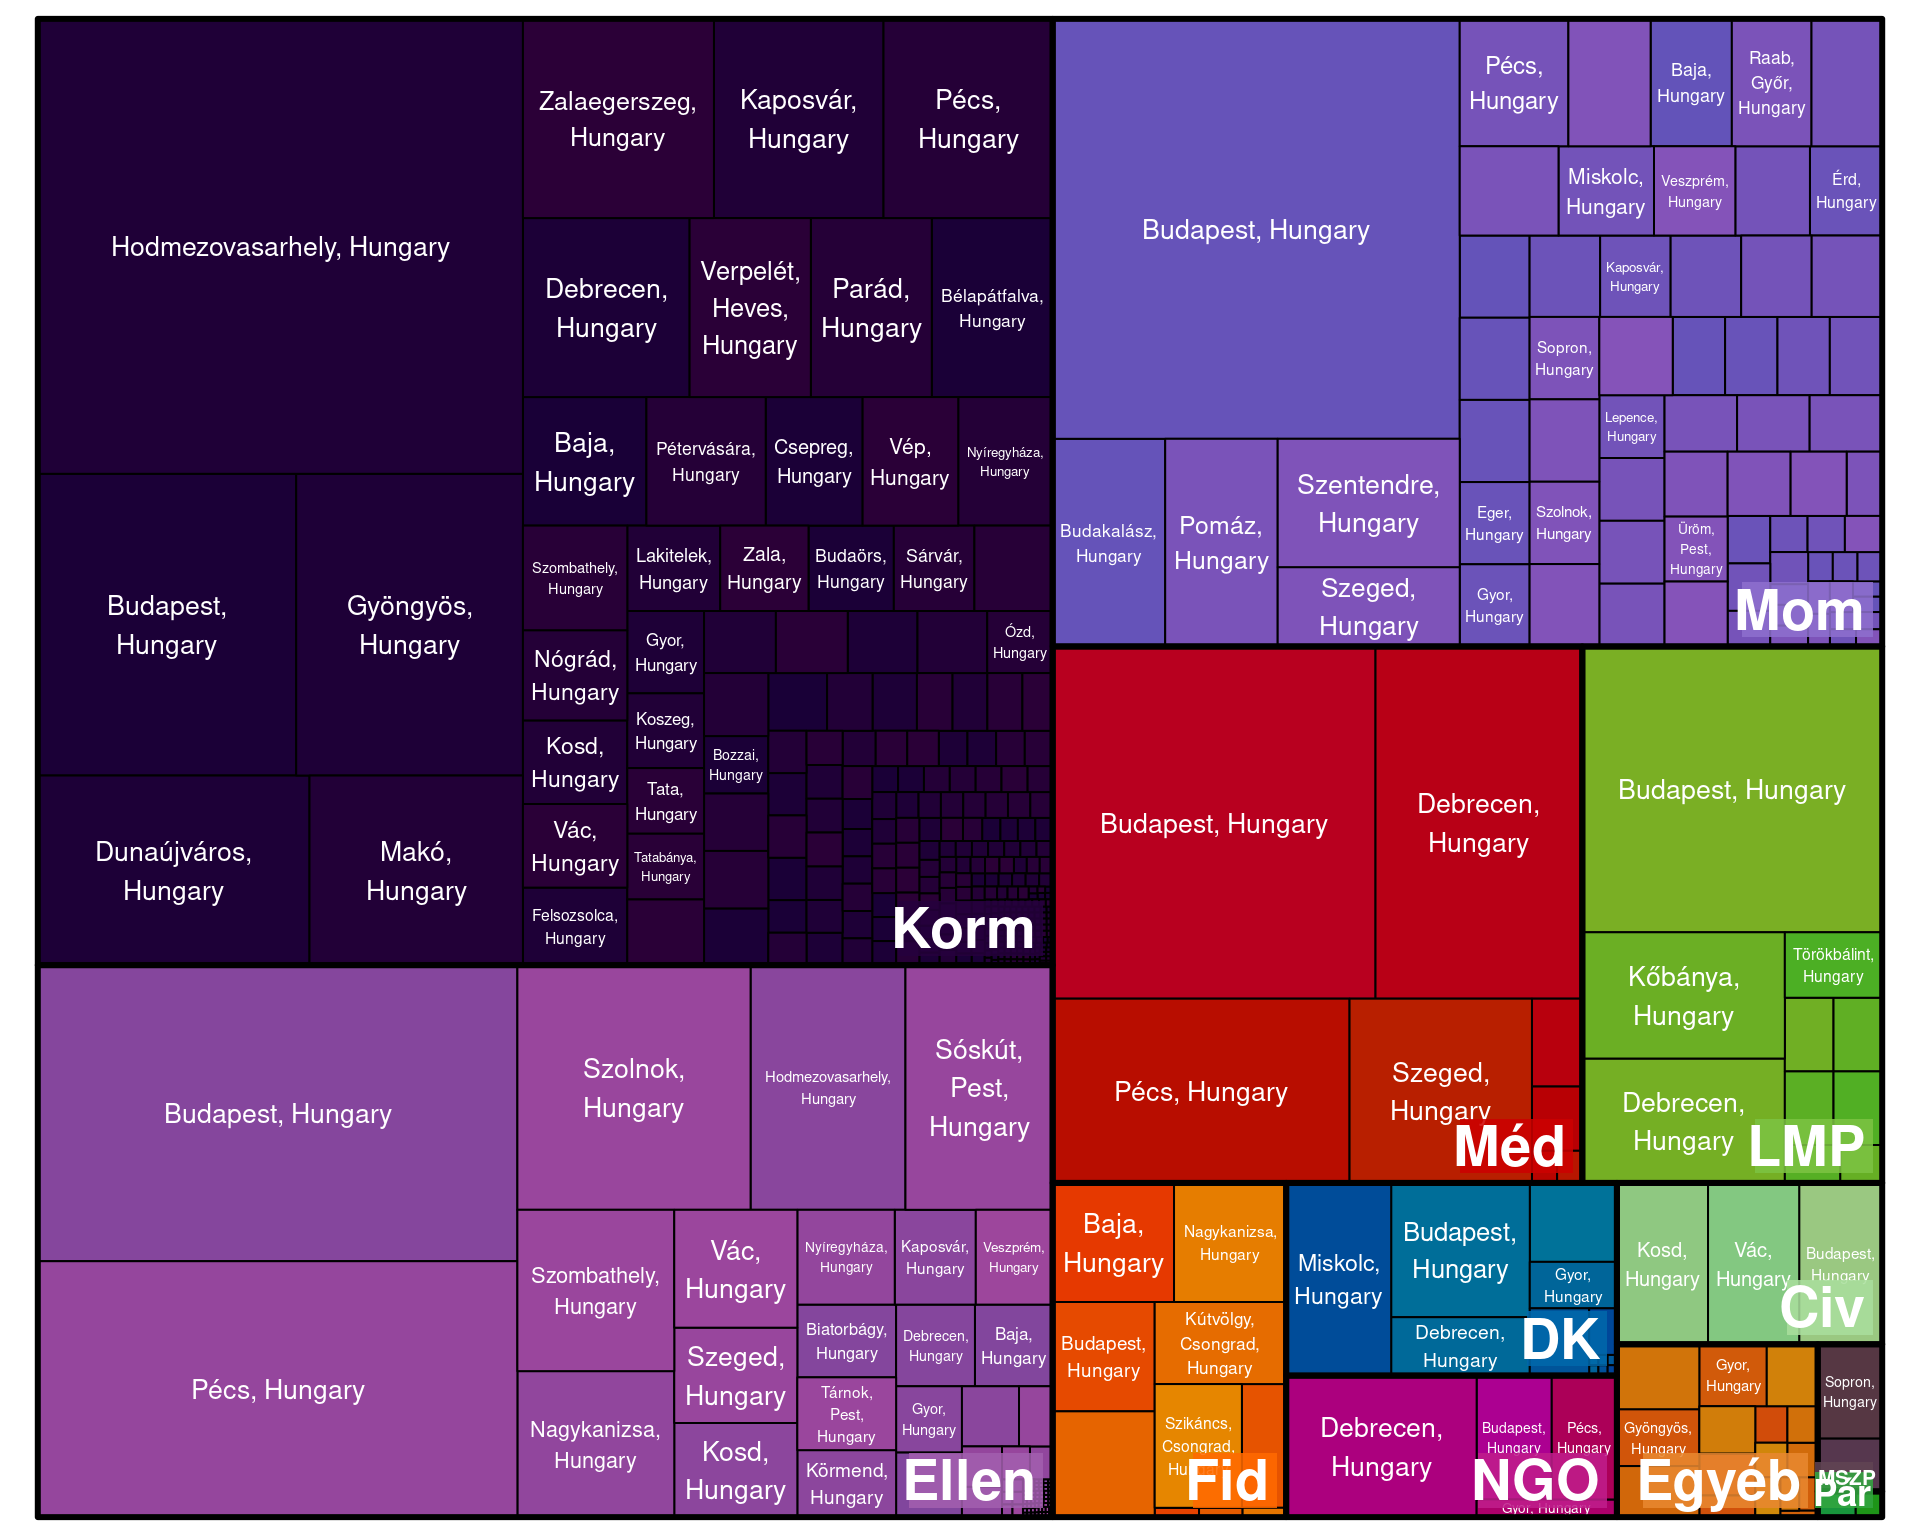 Hodmezovasarhely, Hungary
Zalaegerszeg,
Hungary
Kaposvár,
Hungary
Pécs,
Hungary
Debrecen,
Hungary
Verpelét,
Heves,
Hungary
Parád,
Hungary
Bélapátfalva,
Hungary
Baja,
Hungary
Pétervására,
Hungary
Csepreg,
Hungary
Vép,
Hungary
Nyíregyháza,
Hungary
Budapest,
Hungary
Gyöngyös,
Hungary
Dunaújváros,
Hungary
Makó,
Hungary
Szombathely,
Hungary
Lakitelek,
Hungary
Zala,
Hungary
Budaörs,
Hungary
Sárvár,
Hungary
Nógrád,
Hungary
Gyor,
Hungary
Ózd,
Hungary
Kosd,
Hungary
Koszeg,
Hungary
Bozzai,
Hungary
Tata,
Hungary
Vác,
Hungary
Tatabánya,
Hungary
Felsozsolca,
Hungary
Korm
Budapest, Hungary
Pécs,
Hungary
Baja,
Hungary
Raab,
Győr,
Hungary
Miskolc,
Hungary
Veszprém,
Hungary
Érd,
Hungary
Kaposvár,
Hungary
Sopron,
Hungary
Lepence,
Hungary
Budakalász,
Hungary
Pomáz,
Hungary
Szentendre,
Hungary
Szeged,
Hungary
Eger,
Hungary
Szolnok,
Hungary
Üröm,
Pest,
Hungary
Gyor,
Hungary
Mom
Budapest, Hungary
Debrecen,
Hungary
Pécs, Hungary
Szeged,
Hungary
Méd
Budapest, Hungary
Kőbánya,
Hungary
Törökbálint,
Hungary
Debrecen,
Hungary
LMP
Budapest, Hungary
Pécs, Hungary
Szolnok,
Hungary
Hodmezovasarhely,
Hungary
Sóskút,
Pest,
Hungary
Szombathely,
Hungary
Vác,
Hungary
Nyíregyháza,
Hungary
Kaposvár,
Hungary
Veszprém,
Hungary
Biatorbágy,
Hungary
Debrecen,
Hungary
Baja,
Hungary
Szeged,
Hungary
Nagykanizsa,
Hungary
Tárnok,
Pest,
Hungary
Gyor,
Hungary
Kosd,
Hungary
Körmend,
Hungary
Ellen
Baja,
Hungary
Nagykanizsa,
Hungary
Budapest,
Hungary
Kútvölgy,
Csongrad,
Hungary
Szikáncs,
Csongrad,
Fid
Miskolc,
Hungary
Budapest,
Hungary
Gyor,
Hungary
Debrecen,
Hungary
DK
Kosd,
Hungary
Vác,
Hungary
Budapest,
Hungary
Civ
Debrecen,
Hungary
Budapest,
Hungary
Pécs,
Hungary
Gyor, Hungary
NGO
Gyor,
Hungary
Gyöngyös,
Hungary
Egyéb
Sopron,
Hungary
MSZP
Par